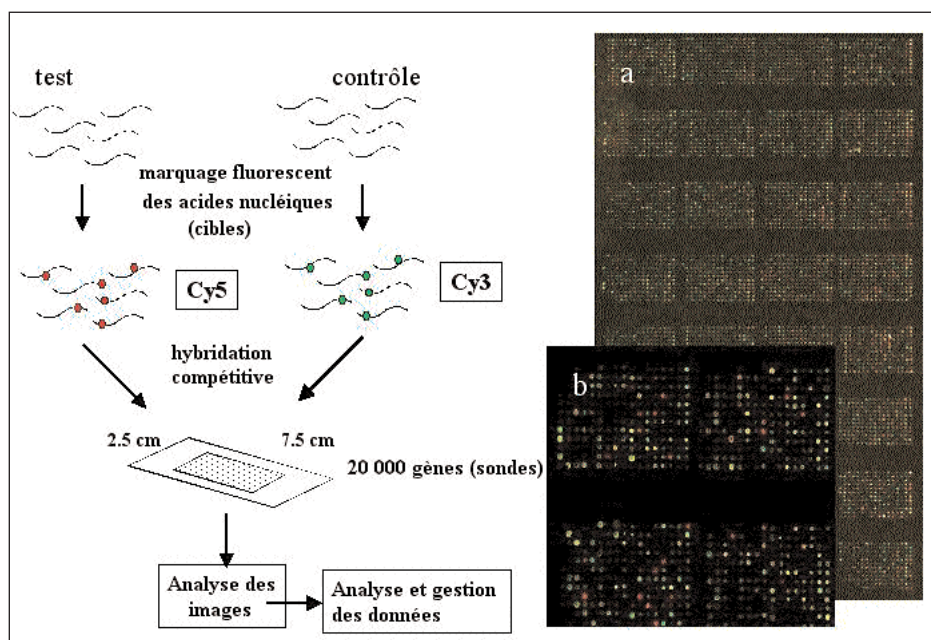 test
contrôle
marquage fluorescent
des acides nucléiques
(cibles)
Cy5
Cy3
hybridation
compétitive
2.5 cm
7.5 cm
20 000 gènes (sondes)
Analyse des
images
Analyse et gestion
des données
a
b